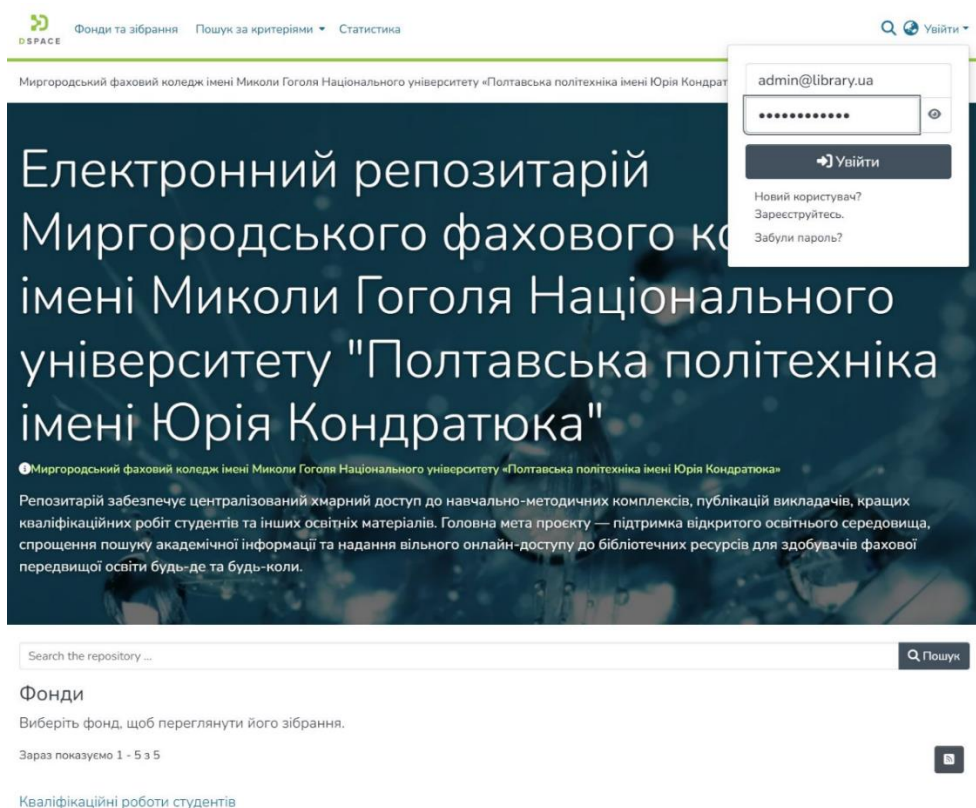 DSPACE
Фонди та зібрання Пошук за критеріями Статистика Увійти
Миргородський фаховий коледж імені Миколи Гоголя Національного університету «Полтавська політехніка імені Юрія Кондрат
admin@library.ua
••••••••••••
Увійти
Новий користувач?
Зареєструйтесь.
Забули пароль?
Електронний репозитарій
Миргородського фахового ко
імені Миколи Гоголя Національного
університету "Полтавська політехніка
імені Юрія Кондратюка"
Миргородський фаховий коледж імені Миколи Гоголя Національного університету «Полтавська політехніка імені Юрія Кондратюка»
Репозитарій забезпечує централізований хмарний доступ до навчально-методичних комплексів, публікацій викладачів, кращих
кваліфікаційних робіт студентів та інших освітніх матеріалів. Головна мета проєкту — підтримка відкритого освітнього середовища,
спрощення пошуку академічної інформації та надання вільного онлайн-доступу до бібліотечних ресурсів для здобувачів фахової
передвищої освіти будь-де та будь-коли.
Search the repository ...
Пошук
Фонди
Виберіть фонд, щоб переглянути його зібрання.
Зараз показуємо 1 - 5 з 5
Кваліфікаційні роботи студентів